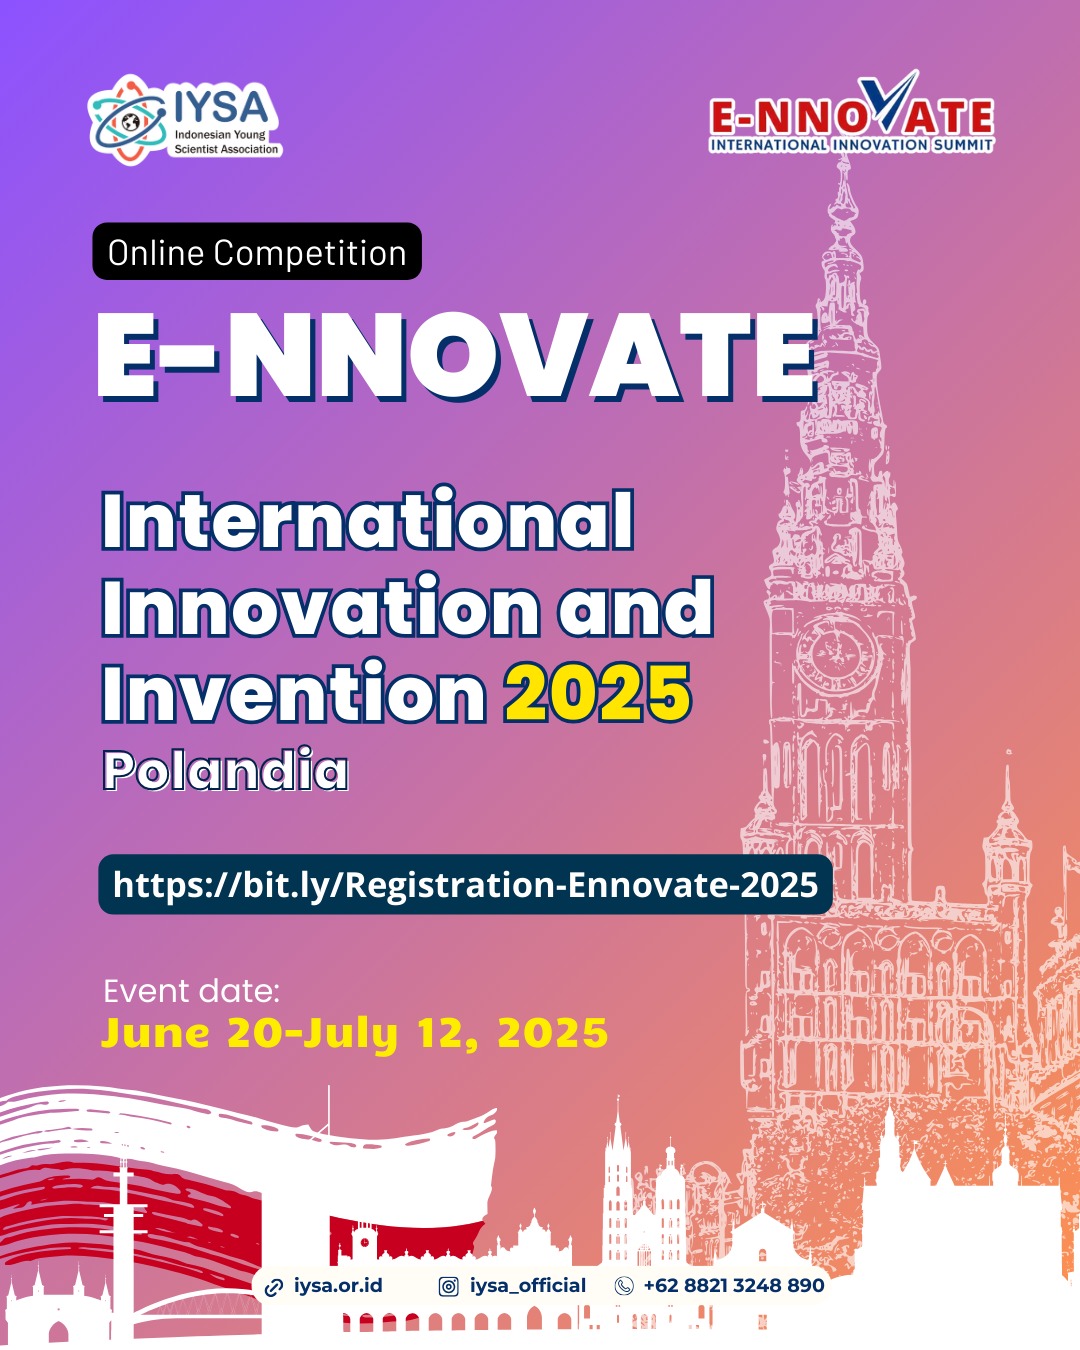 IYSA
Indonesian Young
Scientist Association
E-NNOVATE
INTERNATIONAL INNOVATION SUMMIT
Online Competition
E-NNOVATE
International
Innovation and
Invention 2025
Polandia
https://bit.ly/Registration-Ennovate-2025
Event date:
June 20-July 12, 2025
iysa.or.id
iysa_official
+62 8821 3248 890